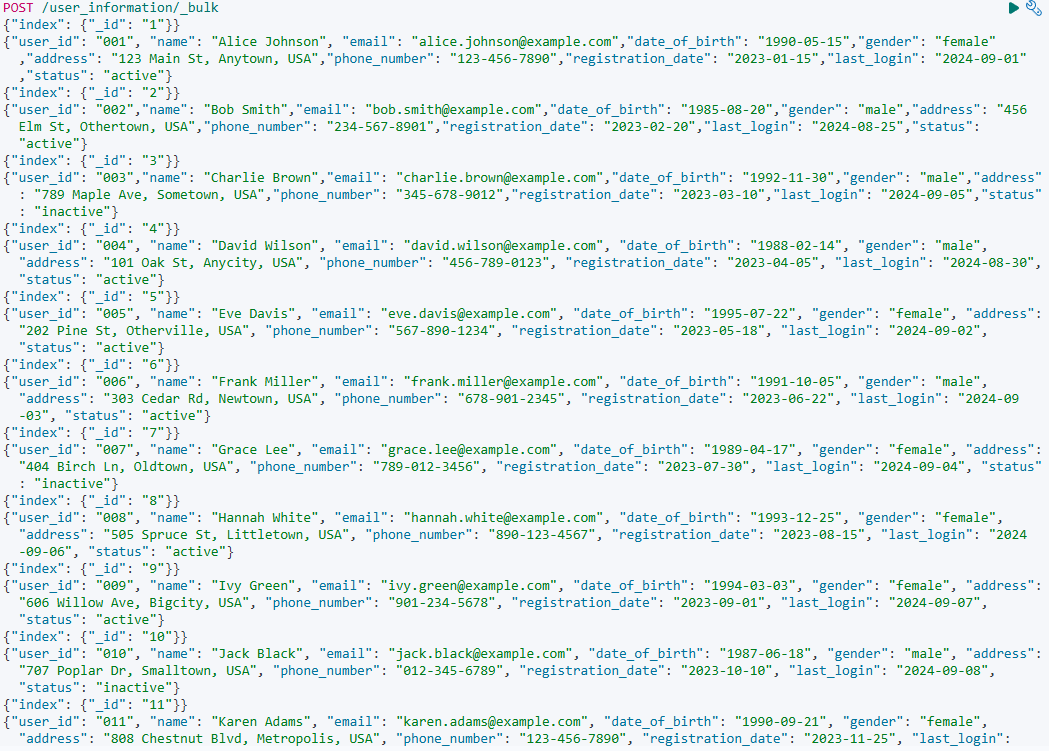 POST /user_information/_bulk
{"index": {"_id": "1"}}
{"user_id": "001", "name": "Alice Johnson", "email": "alice.johnson@example.com","date_of_birth": "1990-05-15","gender": "female"
,"address": "123 Main St, Anytown, USA","phone_number": "123-456-7890","registration_date": "2023-01-15","last_login": "2024-09-01"
,"status": "active"}
{"index": {"_id": "2"}}
{"user_id": "002","name": "Bob Smith","email": "bob.smith@example.com","date_of_birth": "1985-08-20","gender": "male","address": "456
Elm St, Othertown, USA","phone_number": "234-567-8901","registration_date": "2023-02-20","last_login": "2024-08-25","status":
"active"}
{"index": {"_id": "3"}}
{"user_id": "003","name": "Charlie Brown","email": "charlie.brown@example.com","date_of_birth": "1992-11-30","gender": "male","address"
: "789 Maple Ave, Sometown, USA","phone_number": "345-678-9012","registration_date": "2023-03-10","last_login": "2024-09-05","status"
: "inactive"}
{"index": {"_id": "4"}}
{"user_id": "004", "name": "David Wilson", "email": "david.wilson@example.com", "date_of_birth": "1988-02-14", "gender": "male",
"address": "101 Oak St, Anycity, USA", "phone_number": "456-789-0123", "registration_date": "2023-04-05", "last_login": "2024-08-30",
"status": "active"}
{"index": {"_id": "5"}}
{"user_id": "005", "name": "Eve Davis", "email": "eve.davis@example.com", "date_of_birth": "1995-07-22", "gender": "female", "address":
"202 Pine St, Otherville, USA", "phone_number": "567-890-1234", "registration_date": "2023-05-18", "last_login": "2024-09-02",
"status": "active"}
{"index": {"_id": "6"}}
{"user_id": "006", "name": "Frank Miller", "email": "frank.miller@example.com", "date_of_birth": "1991-10-05", "gender": "male",
"address": "303 Cedar Rd, Newtown, USA", "phone_number": "678-901-2345", "registration_date": "2023-06-22", "last_login": "2024-09
-03", "status": "active"}
{"index": {"_id": "7"}}
{"user_id": "007", "name": "Grace Lee", "email": "grace.lee@example.com", "date_of_birth": "1989-04-17", "gender": "female", "address":
"404 Birch Ln, Oldtown, USA", "phone_number": "789-012-3456", "registration_date": "2023-07-30", "last_login": "2024-09-04", "status"
: "inactive"}
{"index": {"_id": "8"}}
{"user_id": "008", "name": "Hannah White", "email": "hannah.white@example.com", "date_of_birth": "1993-12-25", "gender": "female",
"address": "505 Spruce St, Littletown, USA", "phone_number": "890-123-4567", "registration_date": "2023-08-15", "last_login": "2024
-09-06", "status": "active"}
{"index": {"_id": "9"}}
{"user_id": "009", "name": "Ivy Green", "email": "ivy.green@example.com", "date_of_birth": "1994-03-03", "gender": "female", "address":
"606 Willow Ave, Bigcity, USA", "phone_number": "901-234-5678", "registration_date": "2023-09-01", "last_login": "2024-09-07",
"status": "active"}
{"index": {"_id": "10"}}
{"user_id": "010", "name": "Jack Black", "email": "jack.black@example.com", "date_of_birth": "1987-06-18", "gender": "male", "address":
"707 Poplar Dr, Smalltown, USA", "phone_number": "012-345-6789", "registration_date": "2023-10-10", "last_login": "2024-09-08",
"status": "inactive"}
{"index": {"_id": "11"}}
{"user_id": "011", "name": "Karen Adams", "email": "karen.adams@example.com", "date_of_birth": "1990-09-21", "gender": "female",
"address": "808 Chestnut Blvd, Metropolis, USA", "phone_number": "123-456-7890", "registration_date": "2023-11-25", "last_login":